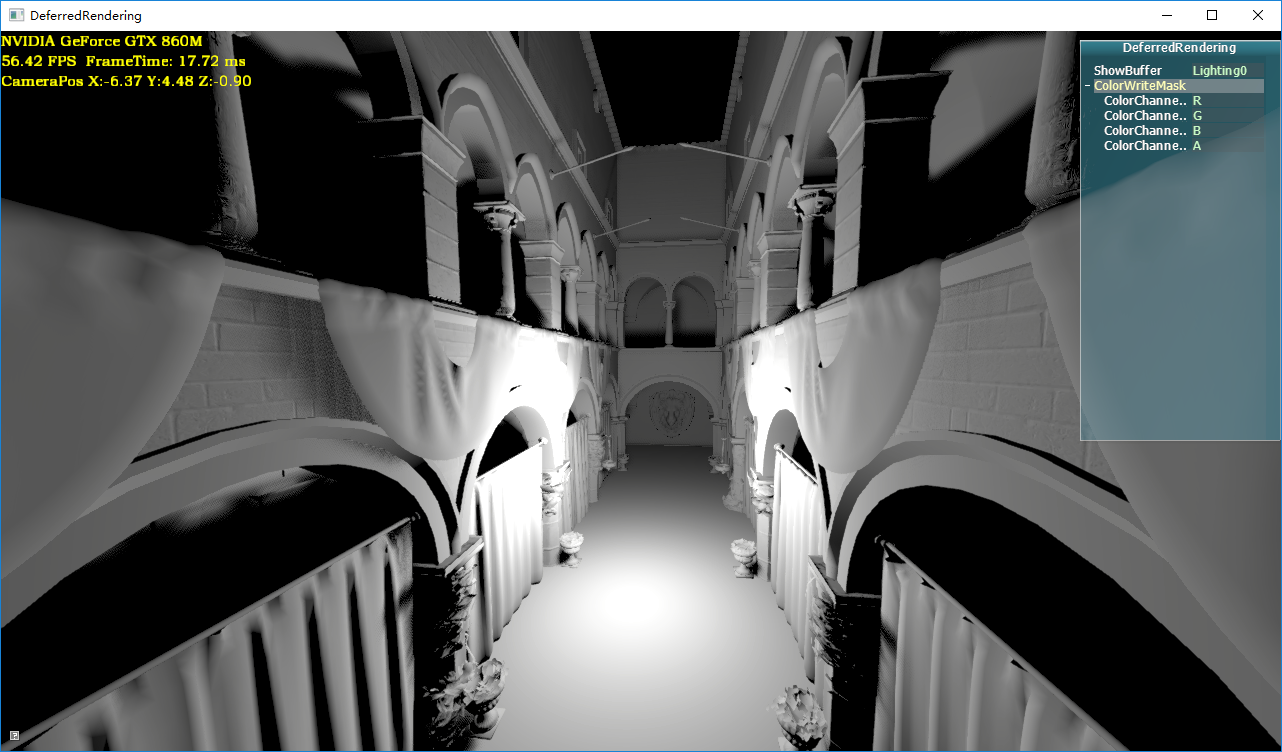 DeferredRendering
NVIDIA GeForce GTX 860M
56.42 FPS FrameTime: 17.72 ms
CameraPos X:-6.37 Y:4.48 Z:-0.90
DeferredRendering
ShowBuffer Lighting0
ColorWriteMask
ColorChanne.. R
ColorChanne.. G
ColorChanne.. B
ColorChanne.. A
?